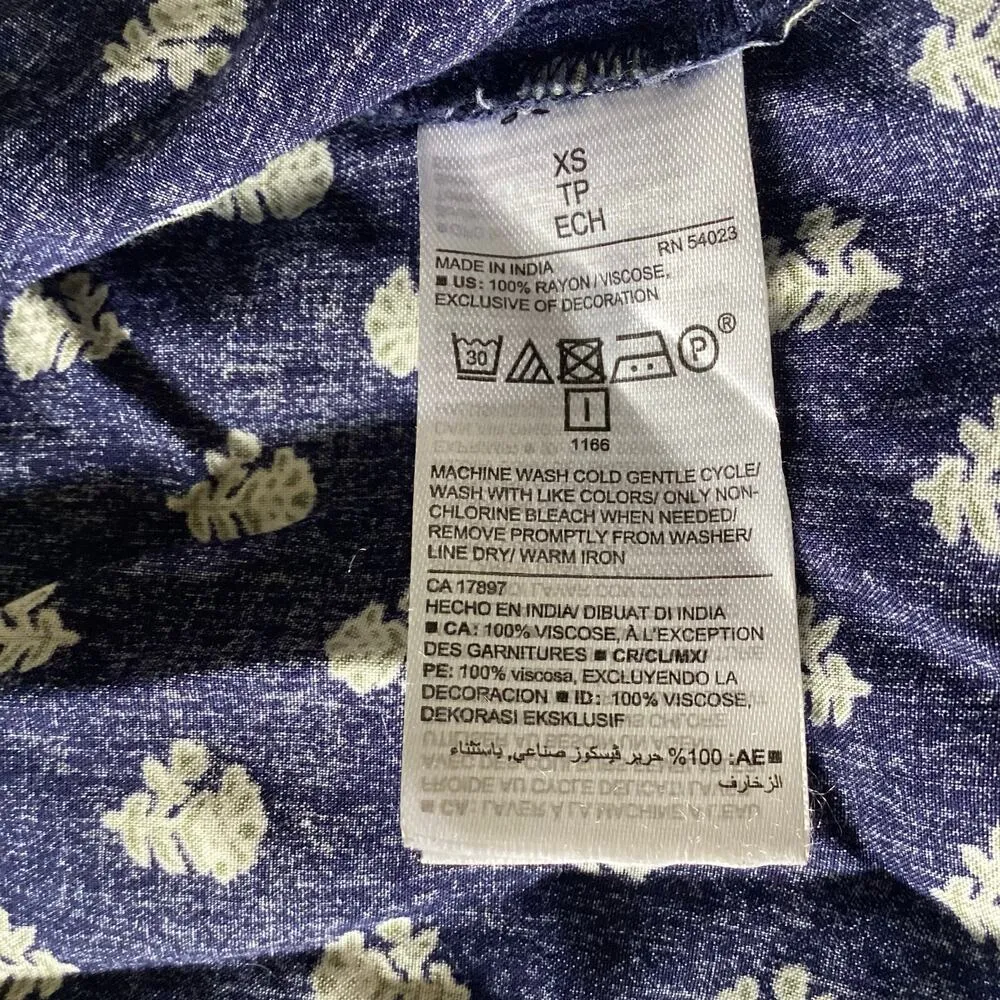 XS
TP
ECH
RN 54023
MADE IN INDIA
■ US: 100% RAYON/VISCOSE,
EXCLUSIVE OF DECORATION
30
P ®
1166
MACHINE WASH COLD GENTLE CYCLE/
WASH WITH LIKE COLORS/ ONLY NON-
CHLORINE BLEACH WHEN NEEDED/
REMOVE PROMPTLY FROM WASHER/
LINE DRY/ WARM IRON
CA 17897
HECHO EN INDIA/ DIBUAT DI INDIA
■ CA: 100% VISCOSE, À L'EXCEPTION
DES GARNITURES ■ CR/CL/MX/
PE: 100% viscosa, EXCLUYENDO LA
DECORACION ■ ID: 100% VISCOSE,
DEKORASI EKSKLUSIF
■AE: 100% حرير ڤيسكوز صناعي, باستثناء
الزخارف